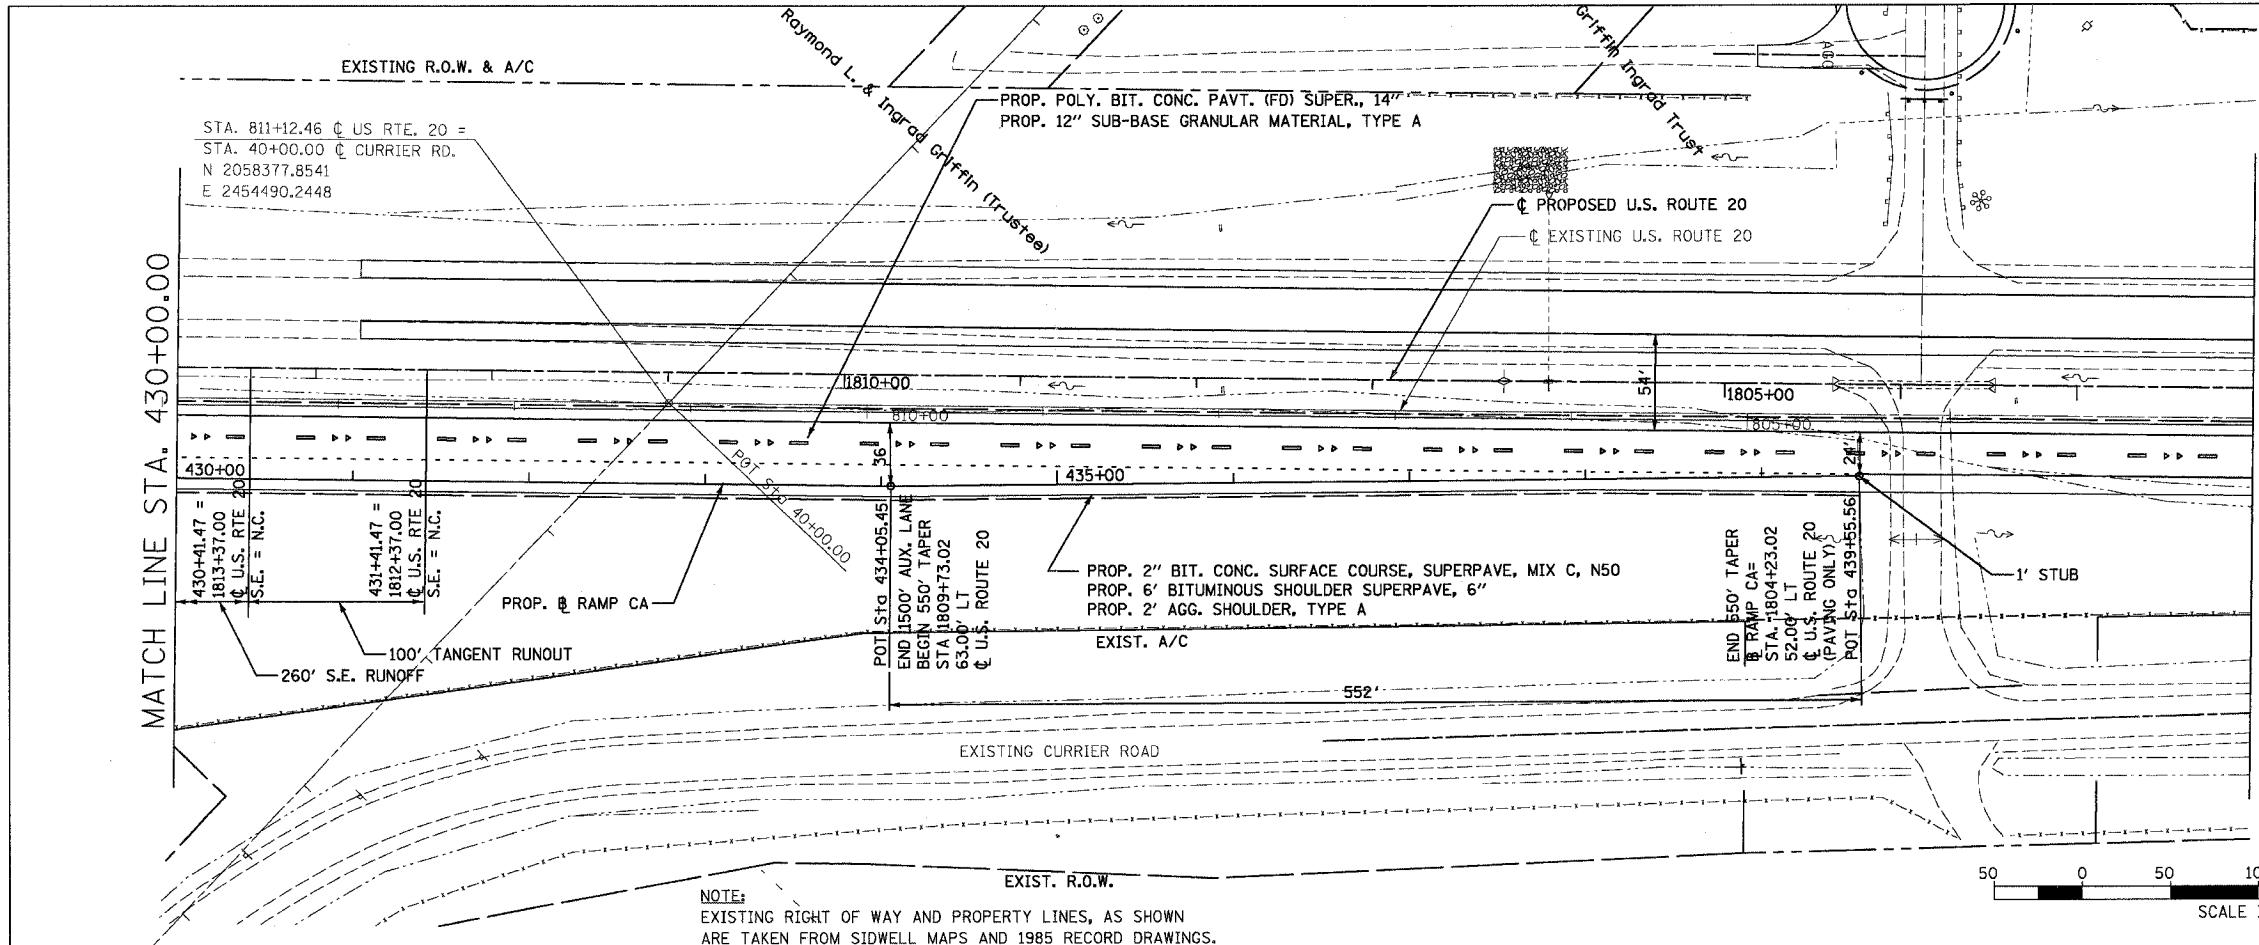 EXISTING R.O.W. & A/C
Raymond L. & Ingrad Griffin (Trustee)
Griffin Ingrad Trust
AGG
PROP. POLY. BIT. CONC. PAVT. (FD) SUPER., 14"
PROP. 12" SUB-BASE GRANULAR MATERIAL, TYPE A
STA. 811+12.46 ℄ US RTE. 20 =
STA. 40+00.00 ℄ CURRIER RD.
N 2058377.8541
E 2454490.2448
℄ PROPOSED U.S. ROUTE 20
℄ EXISTING U.S. ROUTE 20
MATCH LINE STA. 430+00.00
1810+00
1805+00
810+00
805+00
54'
36'
24'
430+00
435+00
POT Sta 40+00.00
430+41.47 =
1813+37.00
℄ U.S. RTE 20
S.E. = N.C.
431+41.47 =
1812+37.00
℄ U.S. RTE 20
S.E. = N.C.
PROP. B RAMP CA
100' TANGENT RUNOUT
260' S.E. RUNOFF
POT Sta 434+05.45
END 1500' AUX. LANE
BEGIN 550' TAPER
STA 1809+73.02
63.00' LT
℄ U.S. ROUTE 20
PROP. 2" BIT. CONC. SURFACE COURSE, SUPERPAVE, MIX C, N50
PROP. 6' BITUMINOUS SHOULDER SUPERPAVE, 6"
PROP. 2' AGG. SHOULDER, TYPE A
EXIST. A/C
END 550' TAPER
B RAMP CA=
STA. 1804+23.02
52.00' LT
℄ U.S. ROUTE 20
(PAVING ONLY)
POT Sta 439+55.56
1' STUB
552'
EXISTING CURRIER ROAD
EXIST. R.O.W.
NOTE:
EXISTING RIGHT OF WAY AND PROPERTY LINES, AS SHOWN
ARE TAKEN FROM SIDWELL MAPS AND 1985 RECORD DRAWINGS.
50 0 50 10
SCALE